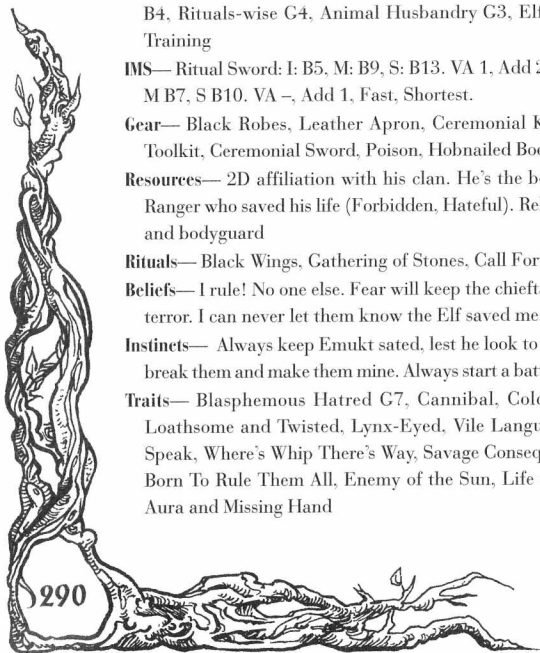 B4, Rituals-wise G4, Animal Husbandry G3, Elf
Training
IMS— Ritual Sword: I: B5, M: B9, S: B13. VA 1, Add 2
M B7, S B10. VA –, Add 1, Fast, Shortest.
Gear— Black Robes, Leather Apron, Ceremonial K
Toolkit, Ceremonial Sword, Poison, Hobnailed Boo
Resources— 2D affiliation with his clan. He's the b
Ranger who saved his life (Forbidden, Hateful). Re
and bodyguard
Rituals— Black Wings, Gathering of Stones, Call For
Beliefs— I rule! No one else. Fear will keep the chieft
terror. I can never let them know the Elf saved me.
Instincts— Always keep Emukt sated, lest he look to
break them and make them mine. Always start a bat
Traits— Blasphemous Hatred G7, Cannibal, Cold
Loathsome and Twisted, Lynx-Eyed, Vile Langu
Speak, Where's Whip There's Way, Savage Conseq
Born To Rule Them All, Enemy of the Sun, Life
Aura and Missing Hand
290